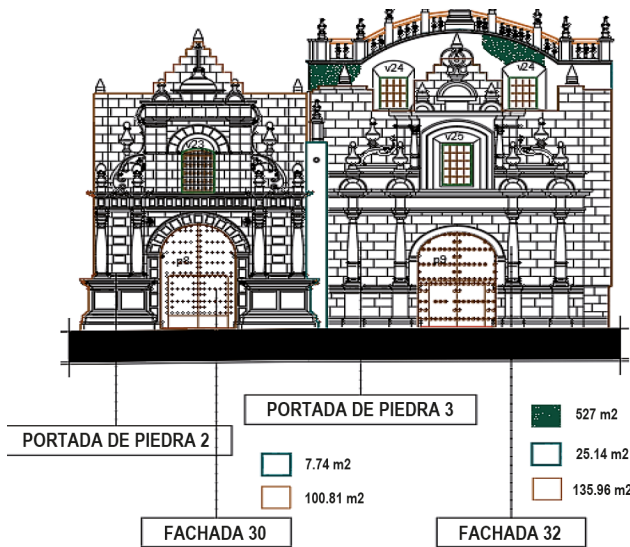 v24
v24
v23
v25
p8
p9
PORTADA DE PIEDRA 3
PORTADA DE PIEDRA 2
527 m2
7.74 m2
25.14 m2
100.81 m2
135.96 m2
FACHADA 30
FACHADA 32